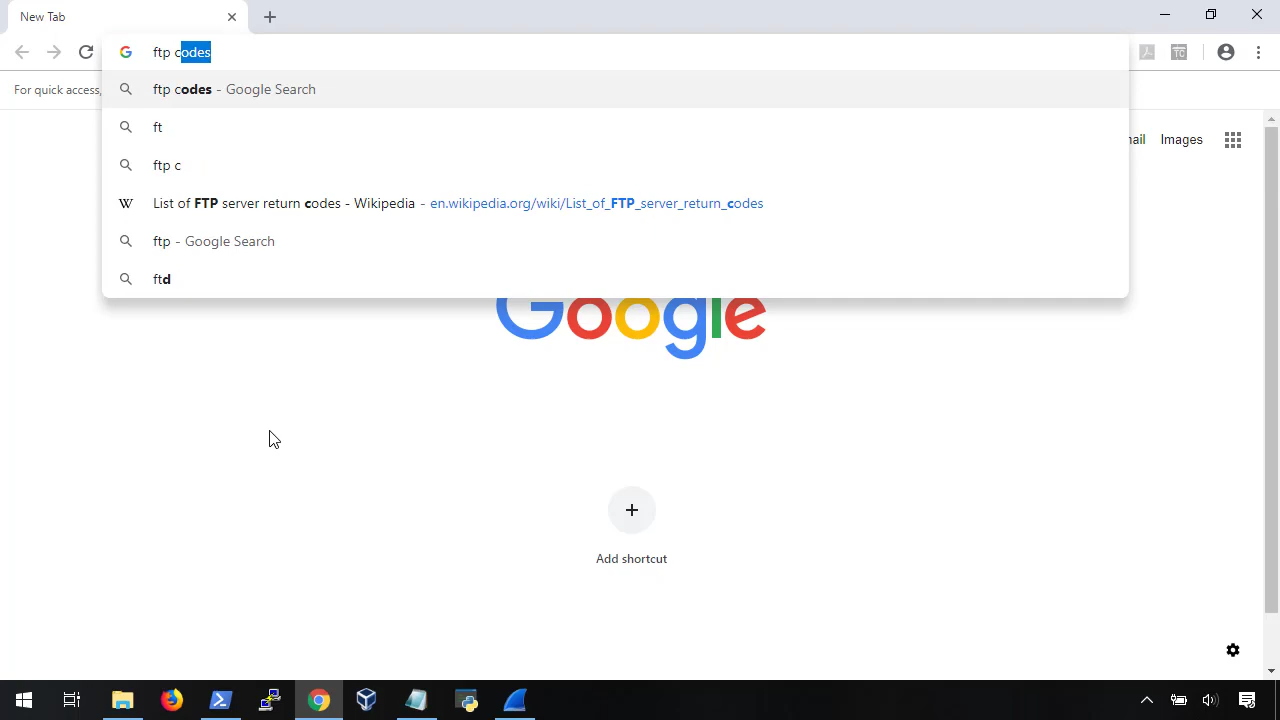 New Tab
ftp codes
For quick access,
ftp codes - Google Search
ft
ftp c
List of FTP server return codes - Wikipedia - en.wikipedia.org/wiki/List_of_FTP_server_return_codes
ftp - Google Search
ftd
ail Images
Google
Add shortcut